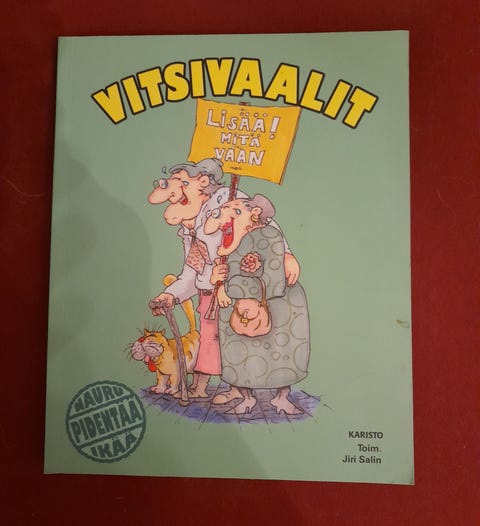 VITSIVAALIT
LISÄÄ!
MITÄ
VAAN
NAURU
PIDENTÄÄ
IKÄÄ
KARISTO
Toim.
Jiri Salin